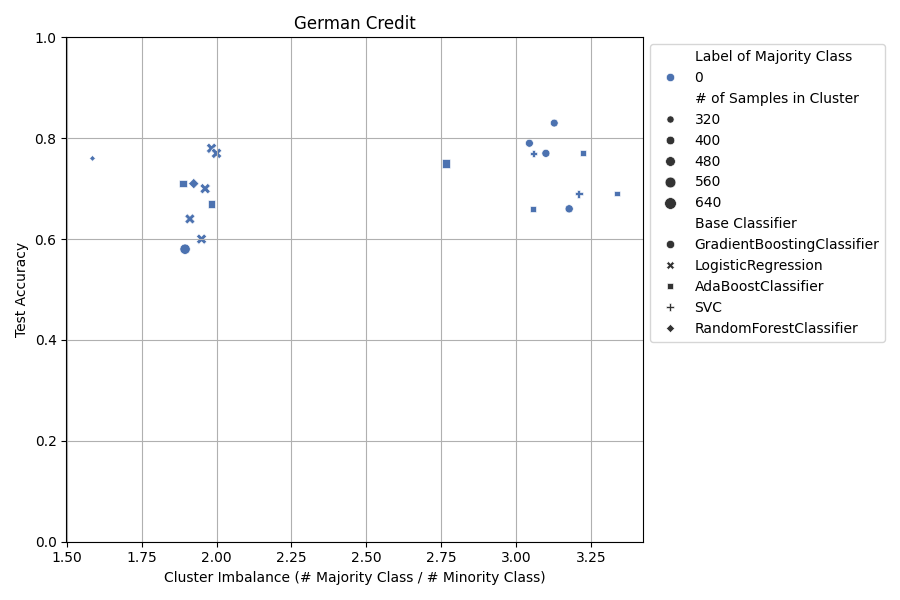 German Credit
1.0
0.8
0.6
0.4
0.2
0.0
Test Accuracy
1.50 1.75 2.00 2.25 2.50 2.75 3.00 3.25
Cluster Imbalance (# Majority Class / # Minority Class)
Label of Majority Class
0
# of Samples in Cluster
320
400
480
560
640
Base Classifier
GradientBoostingClassifier
LogisticRegression
AdaBoostClassifier
SVC
RandomForestClassifier